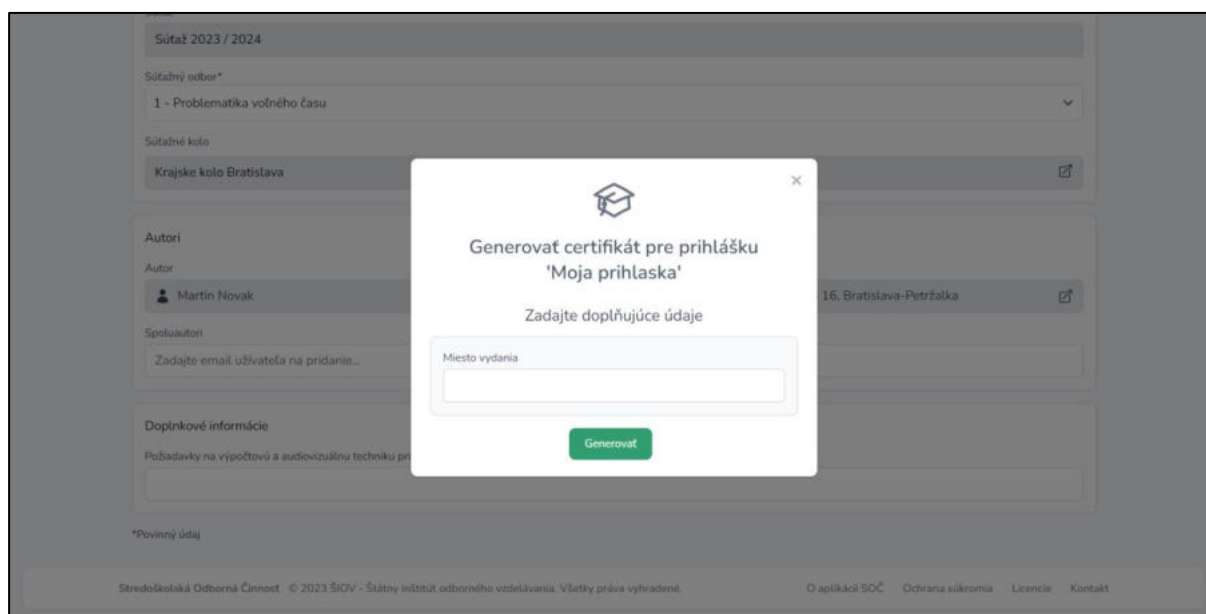 Súťaž 2023 / 2024
Súťažný odbor*
1 - Problematika voľného času
Súťažné kolo
Krajske kolo Bratislava
Generovať certifikát pre prihlášku
'Moja prihlaska'
Autori
Autor
Martin Novak
16, Bratislava-Petržalka
Zadajte doplňujúce údaje
Spoluautori
Zadajte email užívateľa na pridanie...
Miesto vydania
Doplnkové informácie
Generovať
Požiadavky na výpočtovú a audiovizuálnu techniku pri
*Povinný údaj
Stredoškolská Odborná Činnosť © 2023 ŠIOV - Štátny inštitút odborného vzdelávania. Všetky práva vyhradené. O aplikácii SOČ Ochrana súkromia Licencie Kontakt